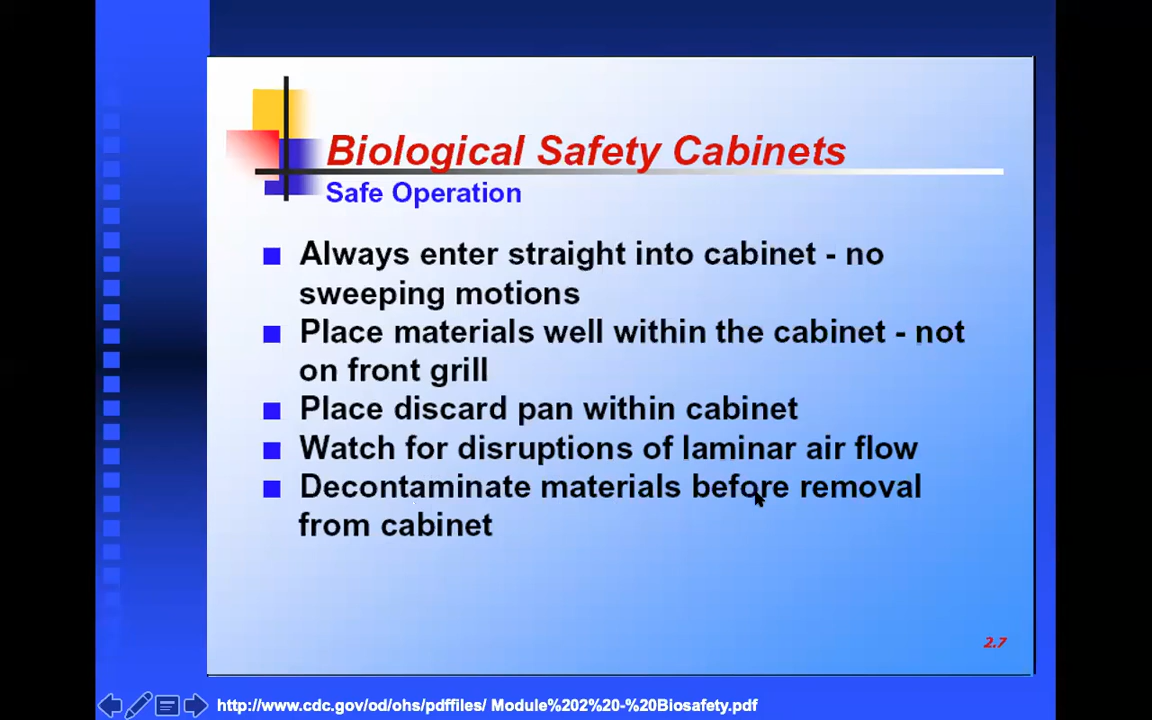 Biological Safety Cabinets
Safe Operation
Always enter straight into cabinet - no
sweeping motions
Place materials well within the cabinet - not
on front grill
Place discard pan within cabinet
Watch for disruptions of laminar air flow
Decontaminate materials before removal
from cabinet
2.7
http://www.cdc.gov/od/ohs/pdffiles/ Module%202%20-%20Biosafety.pdf